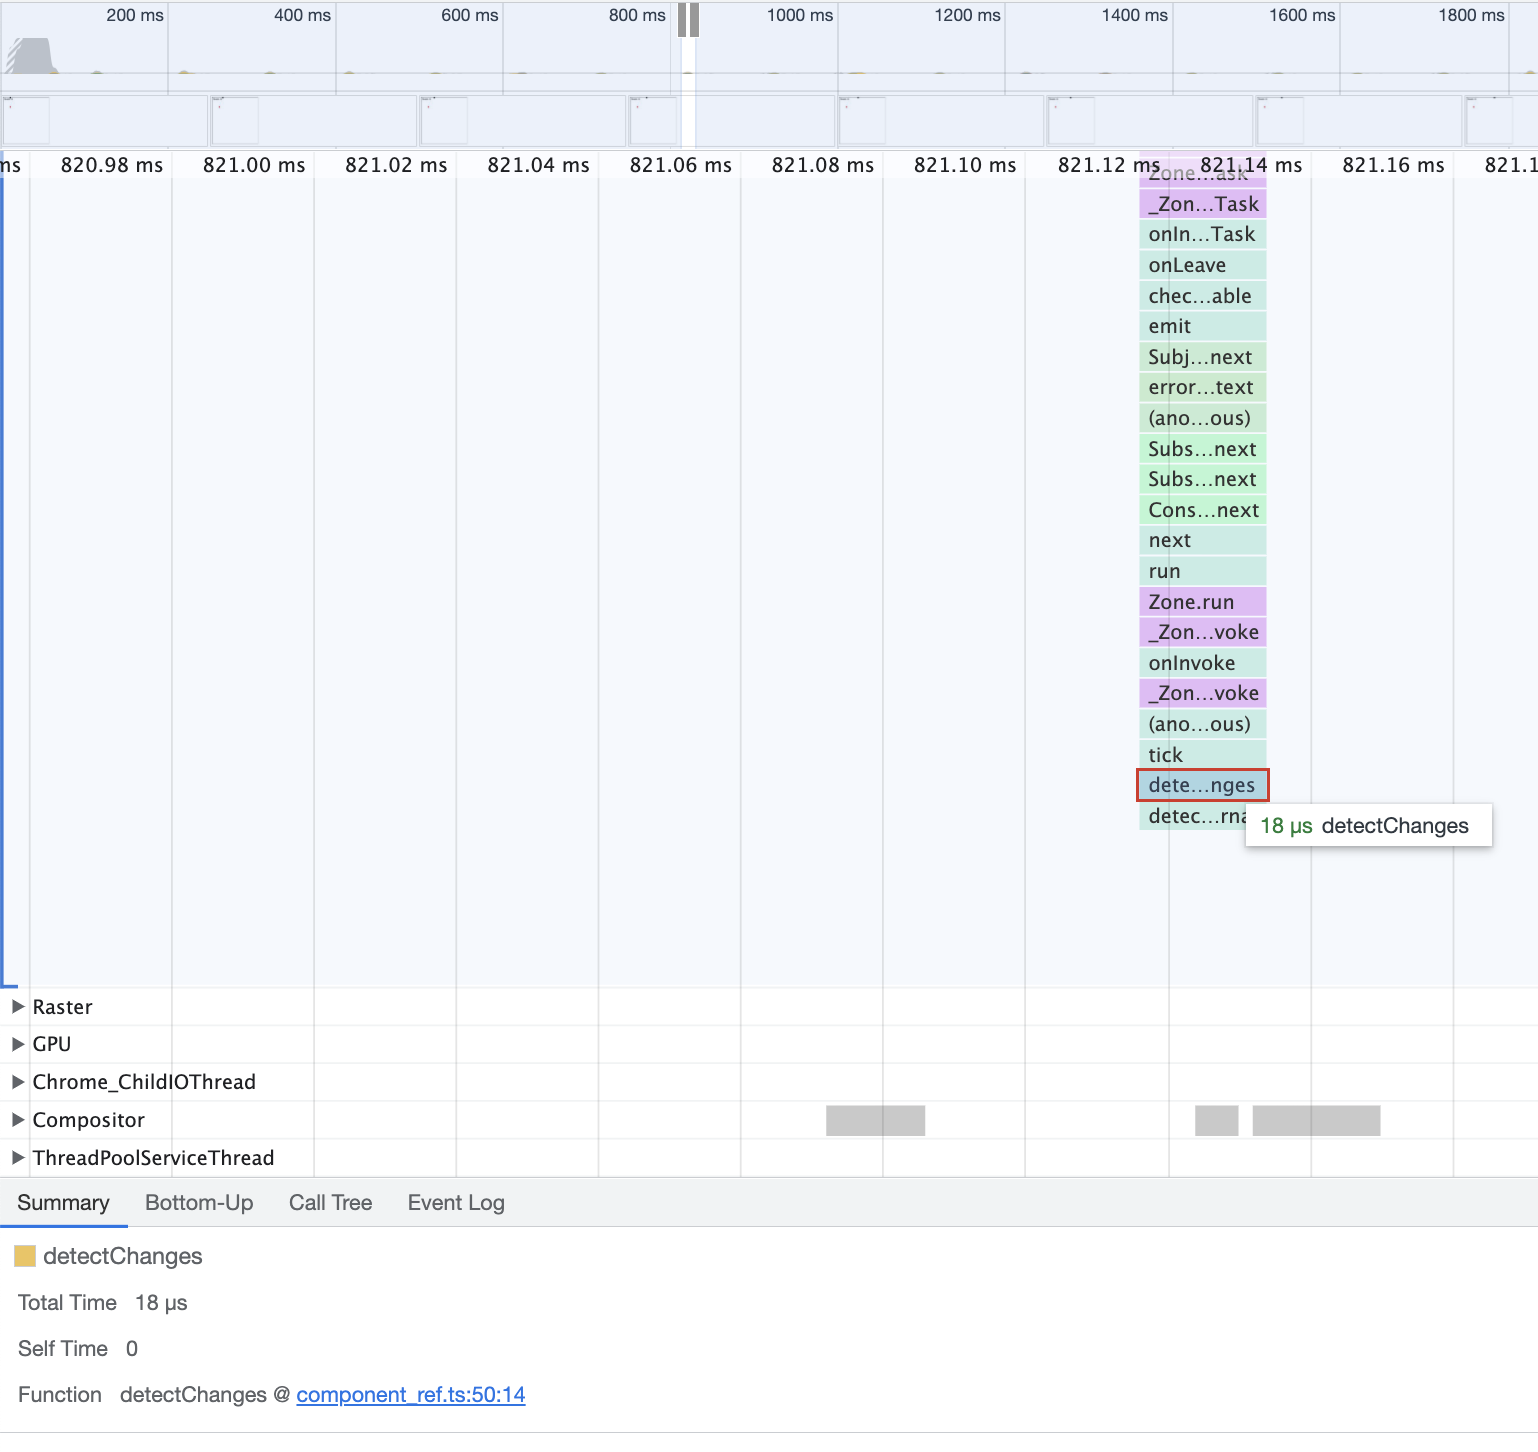 200 ms 400 ms 600 ms 800 ms 1000 ms 1200 ms 1400 ms 1600 ms 1800 ms
ms 820.98 ms 821.00 ms 821.02 ms 821.04 ms 821.06 ms 821.08 ms 821.10 ms 821.12 ms 821.14 ms 821.16 ms 821.1
Zone...ask
_Zon...Task
onIn...Task
onLeave
chec...able
emit
Subj...next
error...text
(ano...ous)
Subs...next
Subs...next
Cons...next
next
run
Zone.run
_Zon...voke
onInvoke
_Zon...voke
(ano...ous)
tick
dete...nges
detec...rna
18 µs detectChanges
Raster
GPU
Chrome_ChildIOThread
Compositor
ThreadPoolServiceThread
Summary Bottom-Up Call Tree Event Log
detectChanges
Total Time 18 µs
Self Time 0
Function detectChanges @ component_ref.ts:50:14